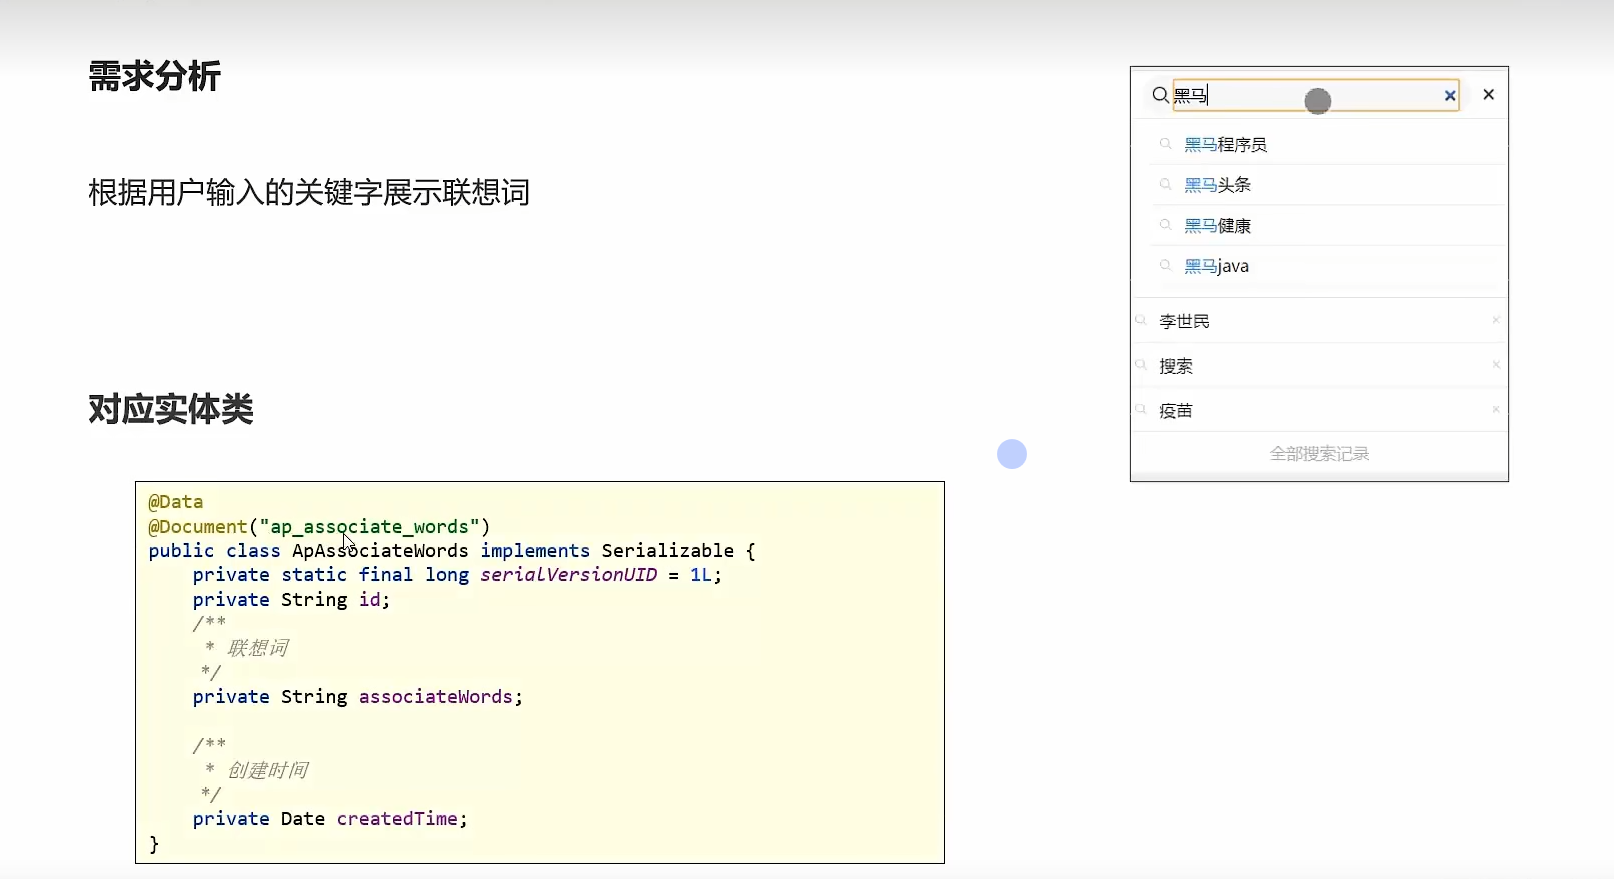 需求分析
根据用户输入的关键字展示联想词
对应实体类
@Data
@Document("ap_associate_words")
public class ApAssociateWords implements Serializable {
private static final long serialVersionUID = 1L;
private String id;
/**
* 联想词
*/
private String associateWords;
/**
* 创建时间
*/
private Date createdTime;
}
黑马
黑马程序员
黑马头条
黑马健康
黑马java
李世民
搜索
疫苗
全部搜索记录